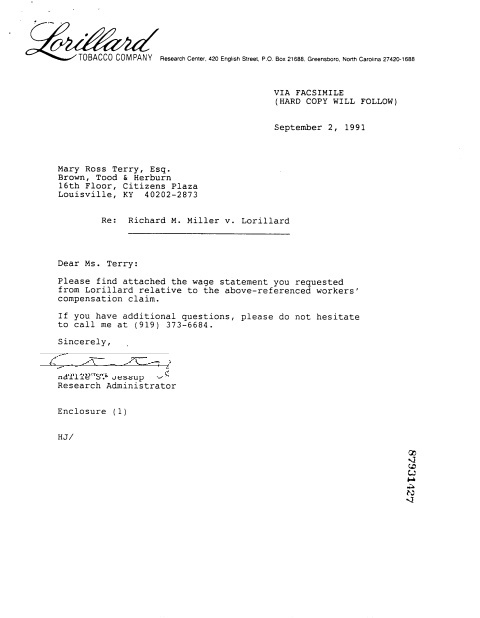 Lorillard
TOBACCO COMPANY Research Center, 420 English Street, P.O. Box 21688, Greensboro, North Carolina 27420-1688
VIA FACSIMILE
(HARD COPY WILL FOLLOW)
September 2, 1991
Mary Ross Terry, Esq.
Brown, Tood & Herburn
16th Floor, Citizens Plaza
Louisville, KY 40202-2873
Re: Richard M. Miller v. Lorillard
Dear Ms. Terry:
Please find attached the wage statement you requested
from Lorillard relative to the above-referenced workers'
compensation claim.
If you have additional questions, please do not hesitate
to call me at (919) 373-6684.
Sincerely,
Jessup
Research Administrator
Enclosure (1)
HJ/
87931427